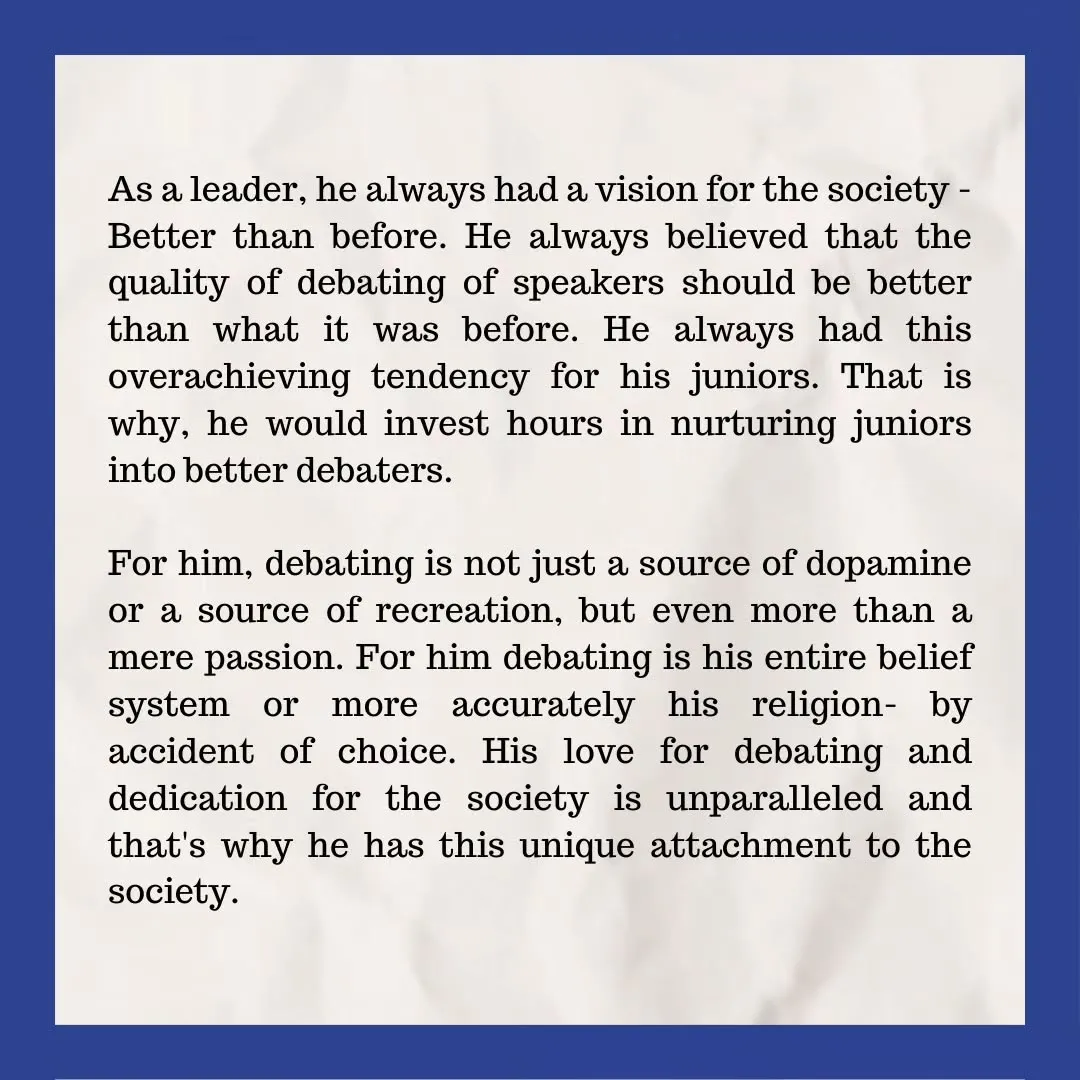 As a leader, he always had a vision for the society -
Better than before. He always believed that the
quality of debating of speakers should be better
than what it was before. He always had this
overachieving tendency for his juniors. That is
why, he would invest hours in nurturing juniors
into better debaters.
For him, debating is not just a source of dopamine
or a source of recreation, but even more than a
mere passion. For him debating is his entire belief
system or more accurately his religion- by
accident of choice. His love for debating and
dedication for the society is unparalleled and
that's why he has this unique attachment to the
society.